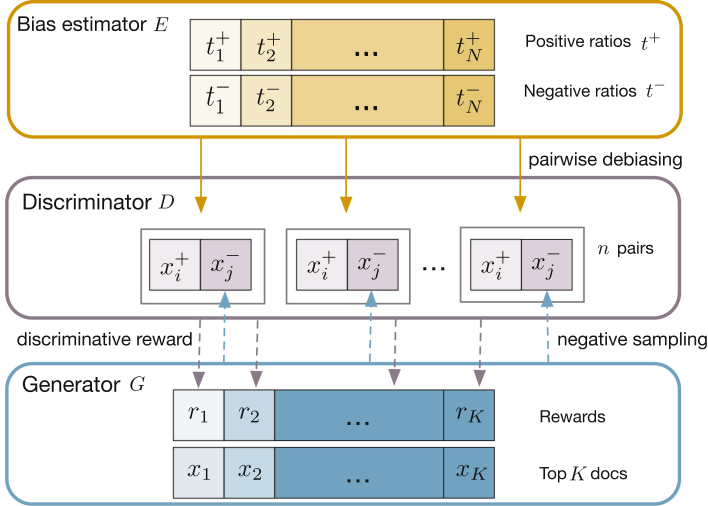 Bias estimator E
t₁⁺ t₂⁺ ... t_N⁺ Positive ratios t⁺
t₁⁻ t₂⁻ ... t_N⁻ Negative ratios t⁻
pairwise debiasing
Discriminator D
x_i⁺ x_j⁻ x_i⁺ x_j⁻ ... x_i⁺ x_j⁻ n pairs
discriminative reward negative sampling
Generator G
r₁ r₂ ... r_K Rewards
x₁ x₂ ... x_K Top K docs